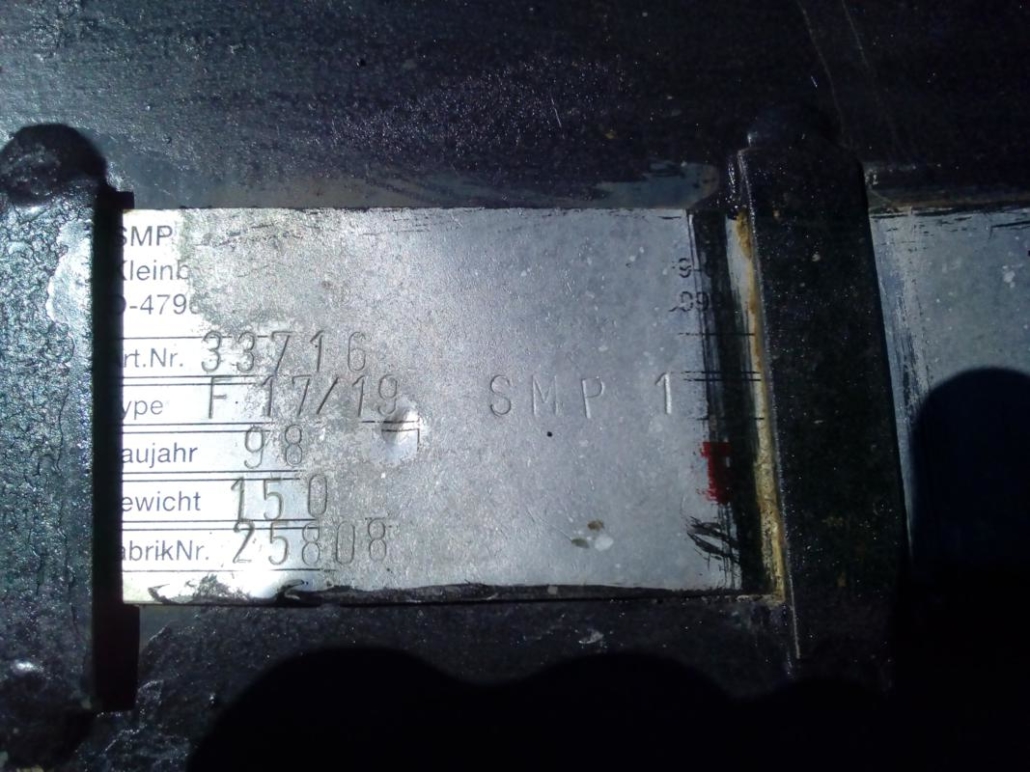 SMP
Kleinb
D-4796
rt.Nr. 33716
ype F 17/19 SMP 1
aujahr 98
ewicht 150
abrikNr. 25808